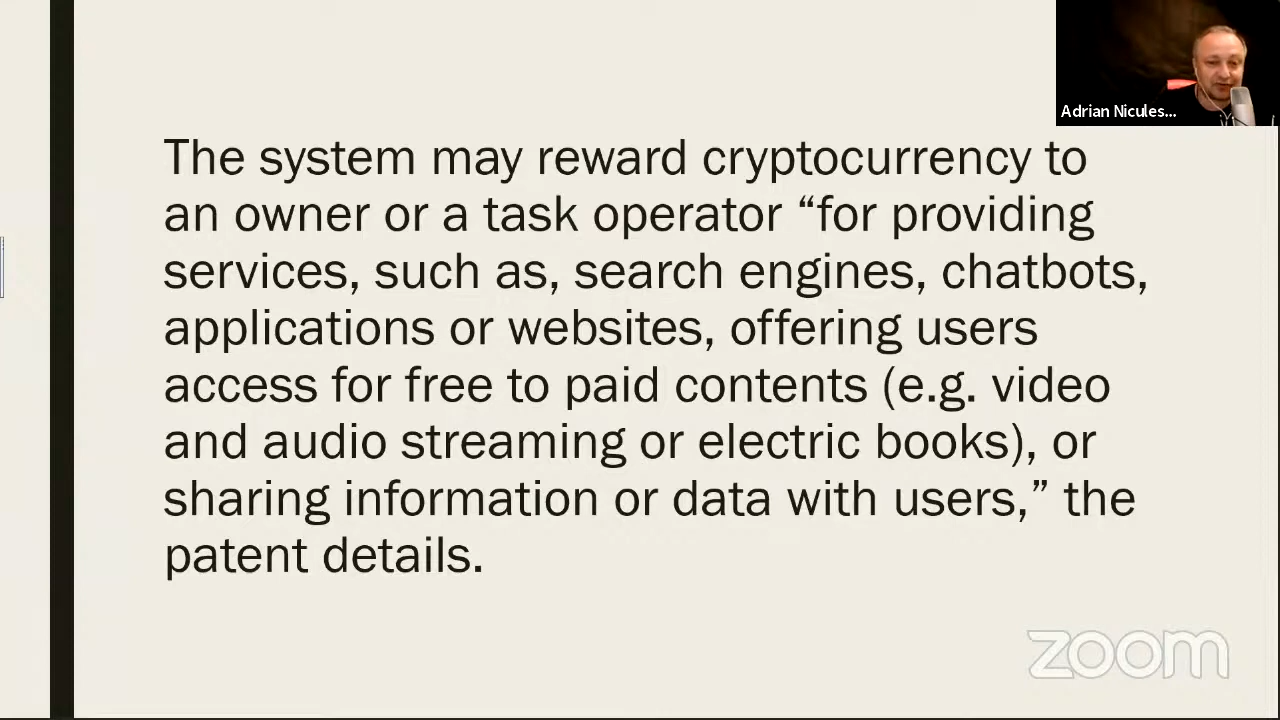 Adrian Nicules...
The system may reward cryptocurrency to
an owner or a task operator “for providing
services, such as, search engines, chatbots,
applications or websites, offering users
access for free to paid contents (e.g. video
and audio streaming or electric books), or
sharing information or data with users,” the
patent details.
zoom